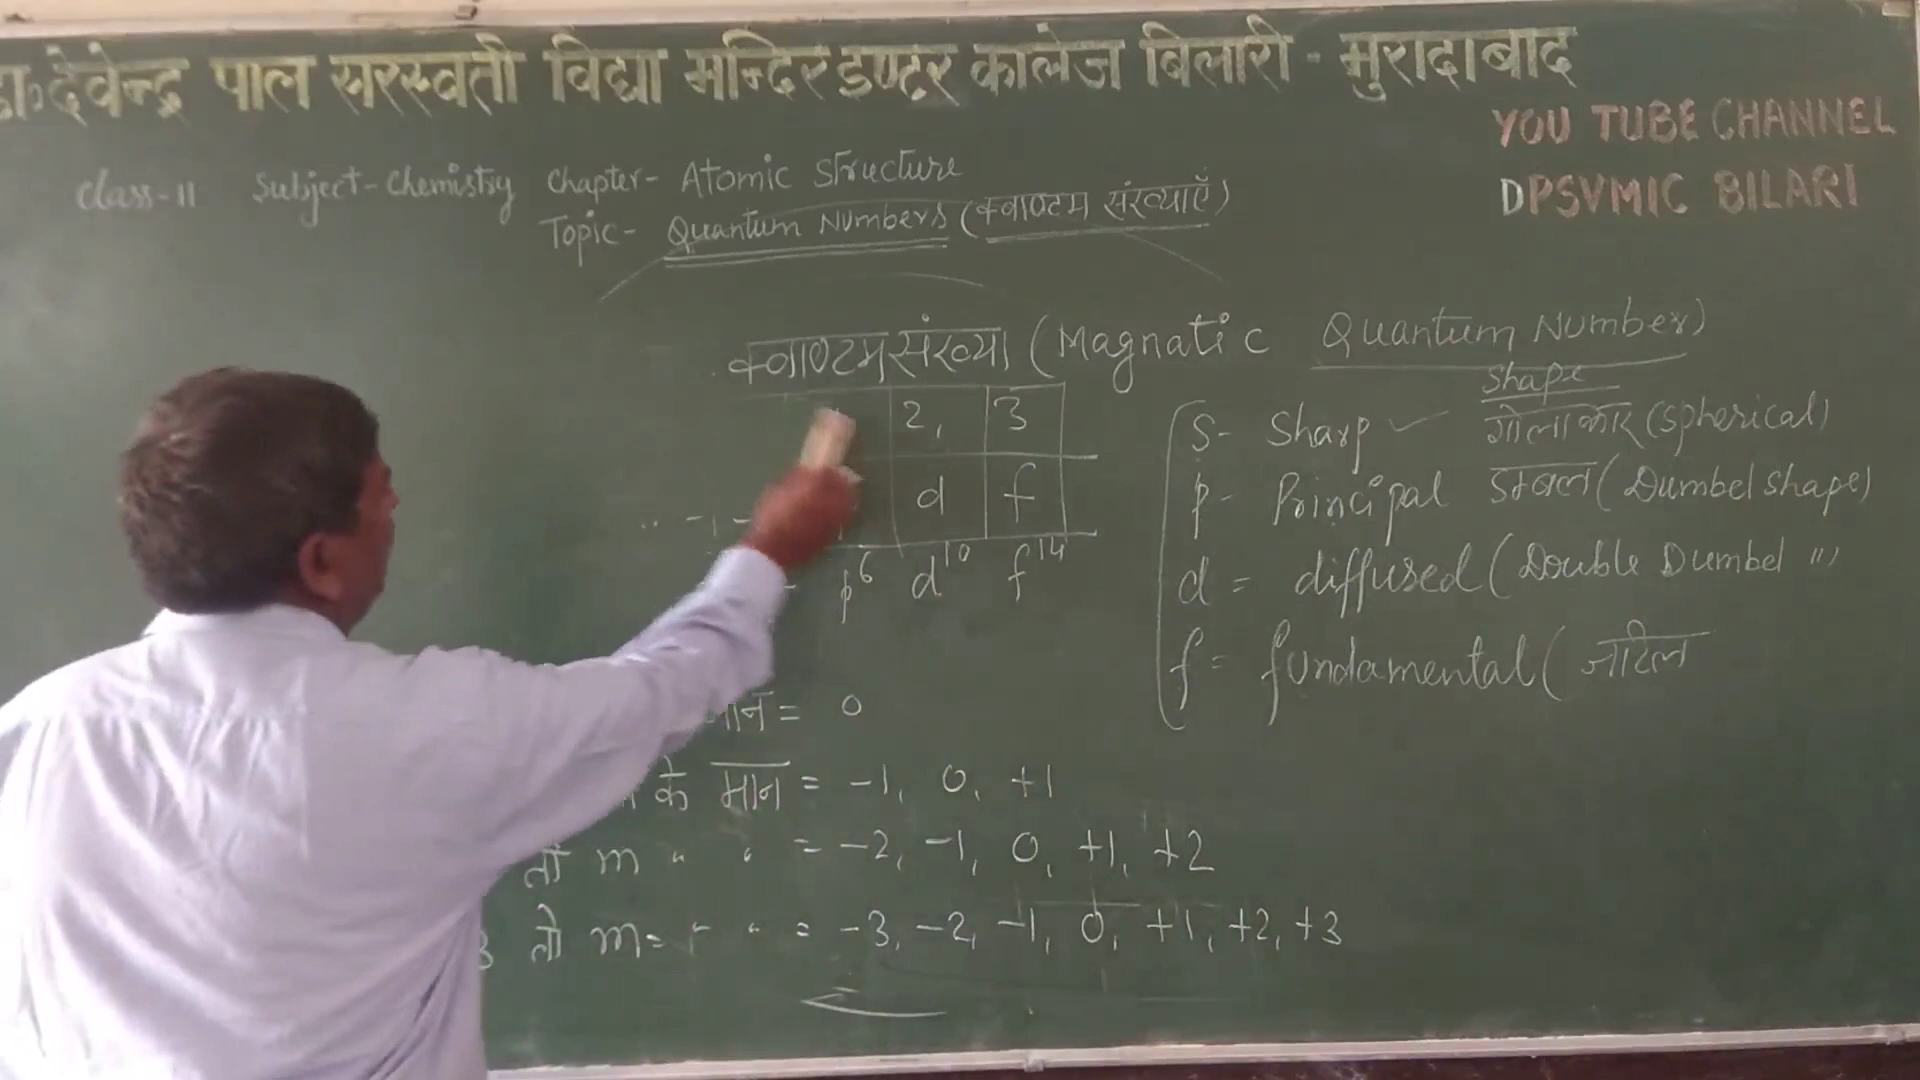 डा०देवेन्द्र पाल सरस्वती विद्या मन्दिर इण्टर कालेज बिलारी - मुरादाबाद
YOU TUBE CHANNEL
DPSVMIC BILARI
Class-11 Subject-Chemistry Chapter- Atomic Structure
Topic- Quantum Numbers (क्वाण्टम संख्याएँ)
क्वाण्टम संख्या (Magnatic Quantum Number)
2, 3
d f
p⁶ d¹⁰ f¹⁴
Shape
S- Sharp ✓ गोलाकार (Spherical)
p- Principal डम्बल (Dumbel shape)
d = diffused (Double Dumbel ")
f = fundamental ( जटिल
मान = 0
के मान = -1, 0, +1
तो m " " = -2, -1, 0, +1, +2
3 तो m= " " = -3, -2, -1, 0, +1, +2, +3